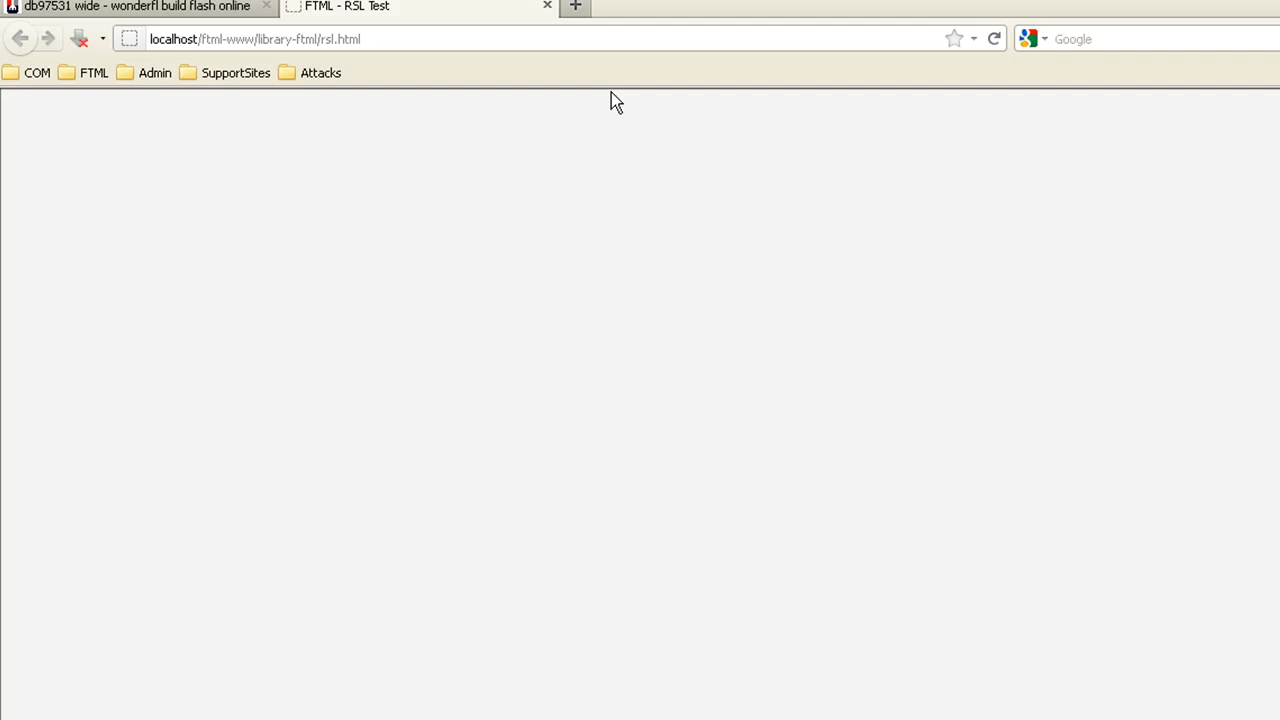 db97531 wide - wonderfl build flash online
FTML - RSL Test
localhost/ftml-www/library-ftml/rsl.html
Google
COM FTML Admin SupportSites Attacks